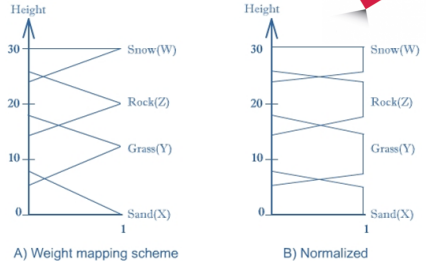 Height
30
20
10
0
Snow(W)
Rock(Z)
Grass(Y)
Sand(X)
1
A) Weight mapping scheme
Height
30
20
10
0
Snow(W)
Rock(Z)
Grass(Y)
Sand(X)
1
B) Normalized